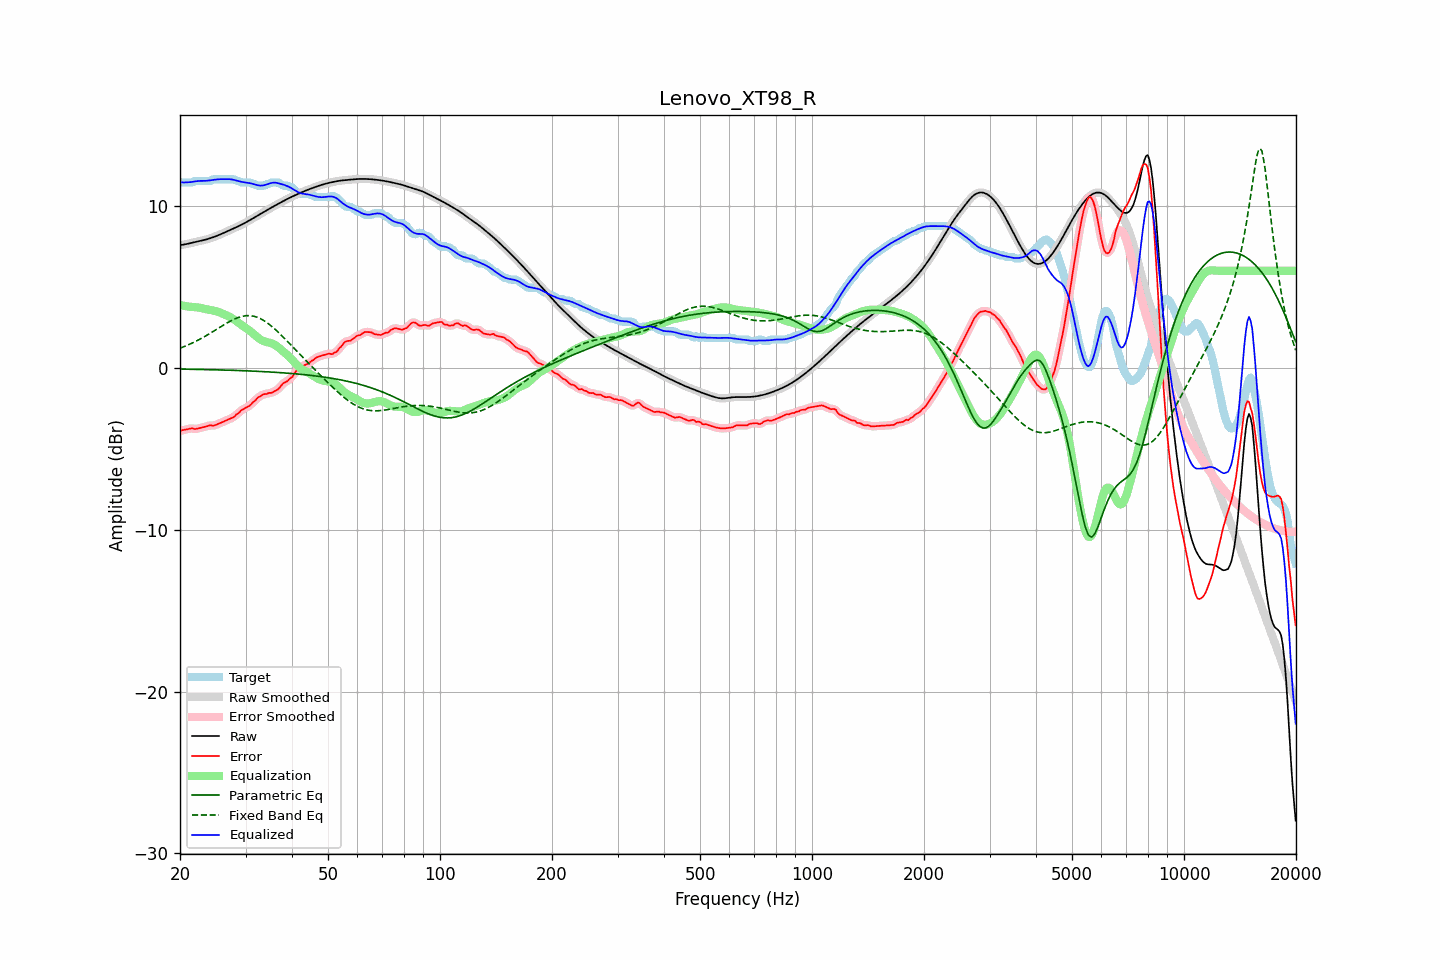 Lenovo_XT98_R
Amplitude (dBr)
10
0
−10
−20
−30
Target
Raw Smoothed
Error Smoothed
Raw
Error
Equalization
Parametric Eq
Fixed Band Eq
Equalized
20 50 100 200 500 1000 2000 5000 10000 20000
Frequency (Hz)